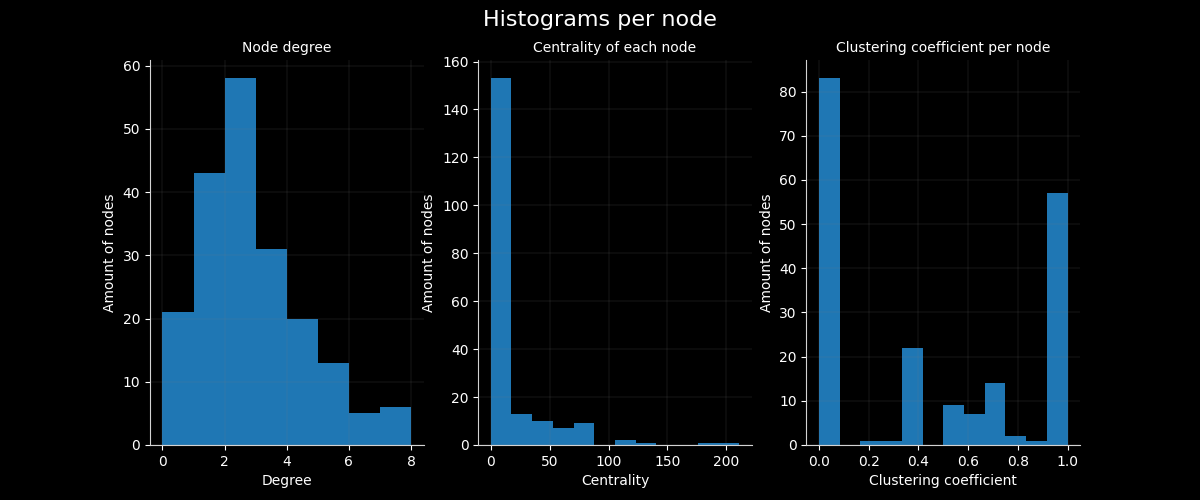 Histograms per node
Node degree
Amount of nodes
60
50
40
30
20
10
0
0 2 4 6 8
Degree
Centrality of each node
Amount of nodes
160
140
120
100
80
60
40
20
0
0 50 100 150 200
Centrality
Clustering coefficient per node
Amount of nodes
80
70
60
50
40
30
20
10
0
0.0 0.2 0.4 0.6 0.8 1.0
Clustering coefficient